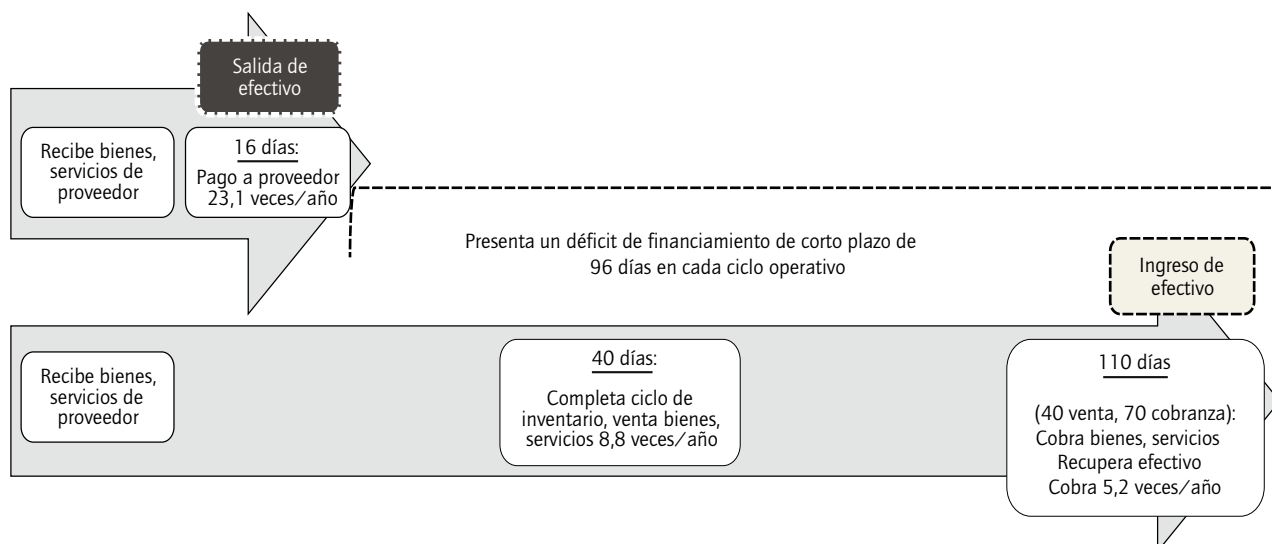 Salida de
efectivo
Recibe bienes,
servicios de
proveedor
16 días:
Pago a proveedor
23,1 veces/año
Presenta un déficit de financiamiento de corto plazo de
96 días en cada ciclo operativo
Ingreso de
efectivo
Recibe bienes,
servicios de
proveedor
40 días:
Completa ciclo de
inventario, venta bienes,
servicios 8,8 veces/año
110 días
(40 venta, 70 cobranza):
Cobra bienes, servicios
Recupera efectivo
Cobra 5,2 veces/año